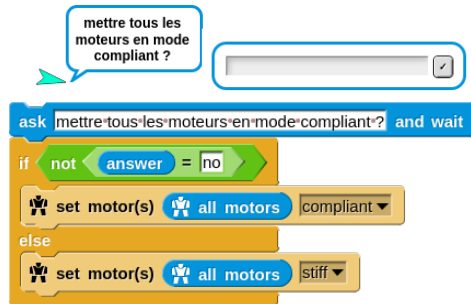 mettre tous les
moteurs en mode
compliant ?
ask mettre•tous•les•moteurs•en•mode•compliant•? and wait
if not answer = no
set motor(s) all motors compliant
else
set motor(s) all motors stiff